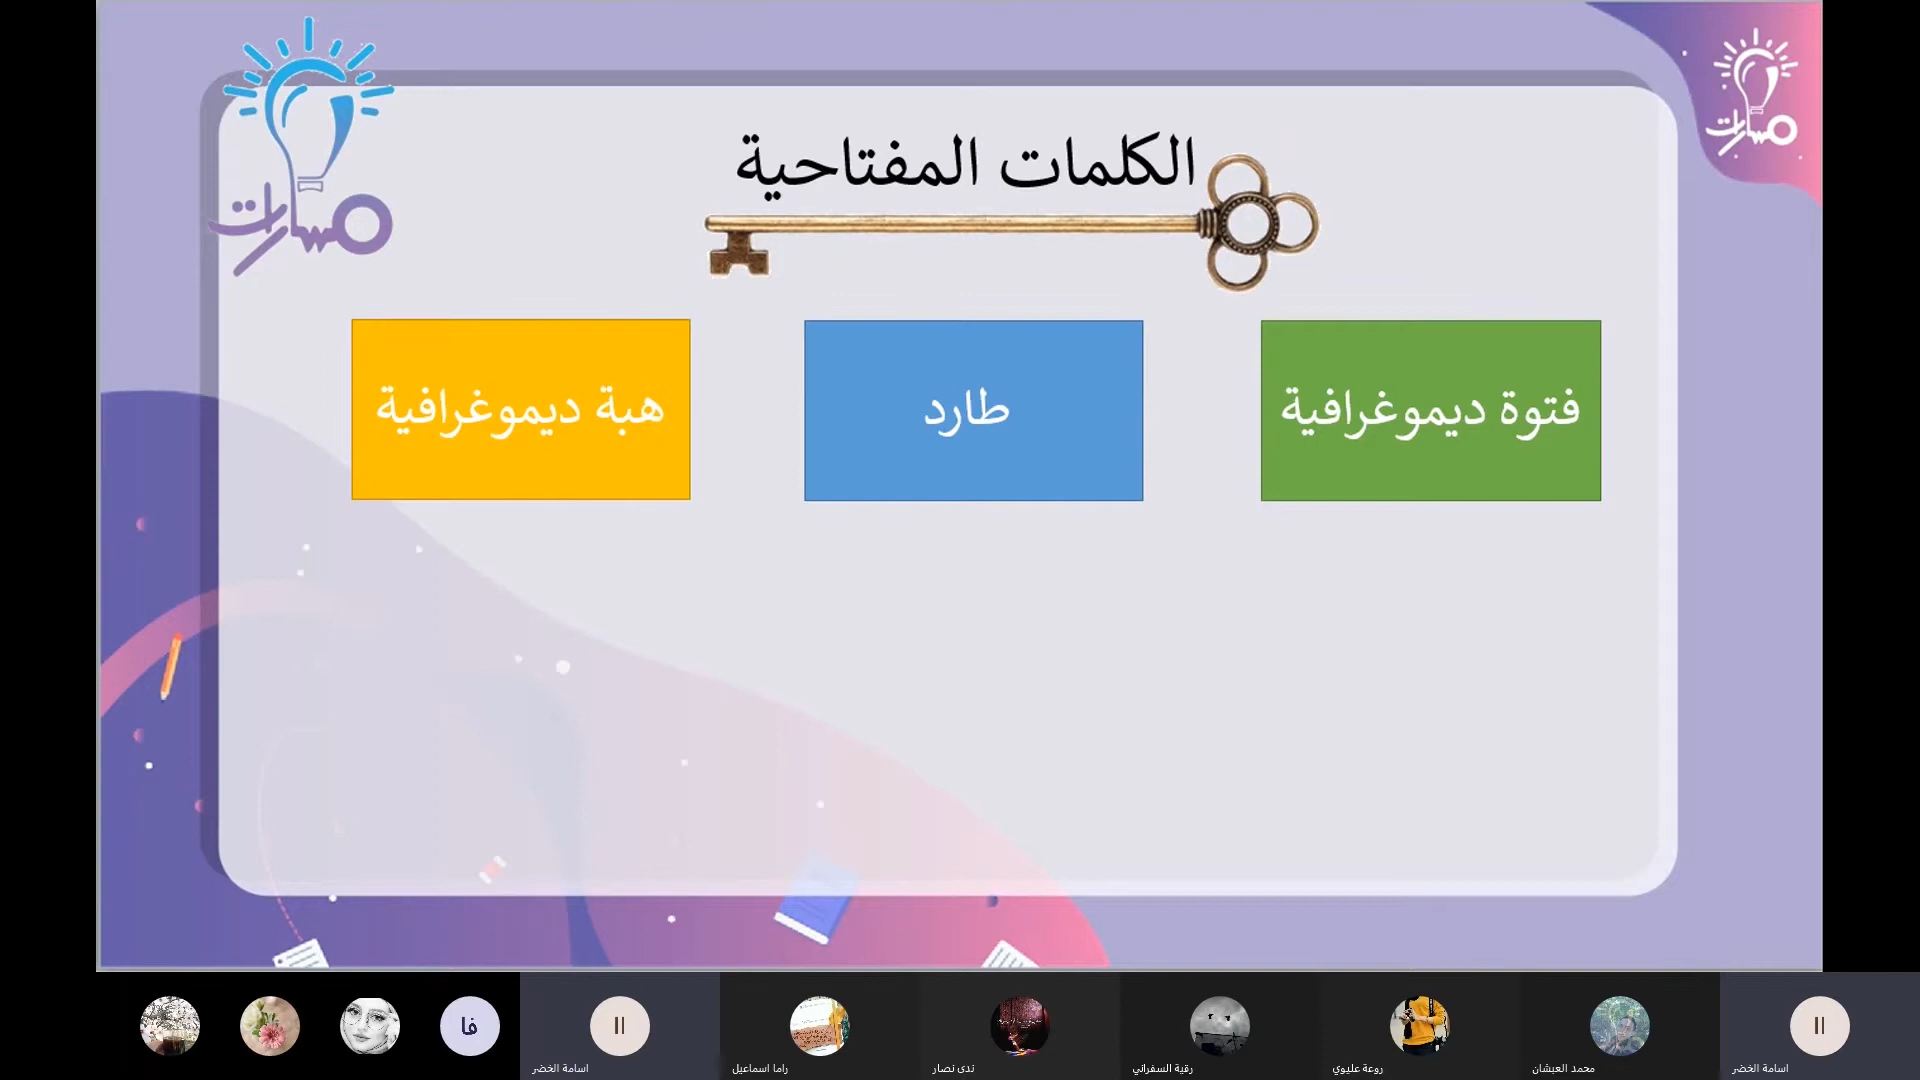 مسارات
مسارات
الكلمات المفتاحية
فتوة ديموغرافية
طارد
هبة ديموغرافية
فا
اسامة الخضر
راما اسماعيل
ندى نصار
رقية السفراني
روعة عليوي
محمد العبشان
اسامة الخضر